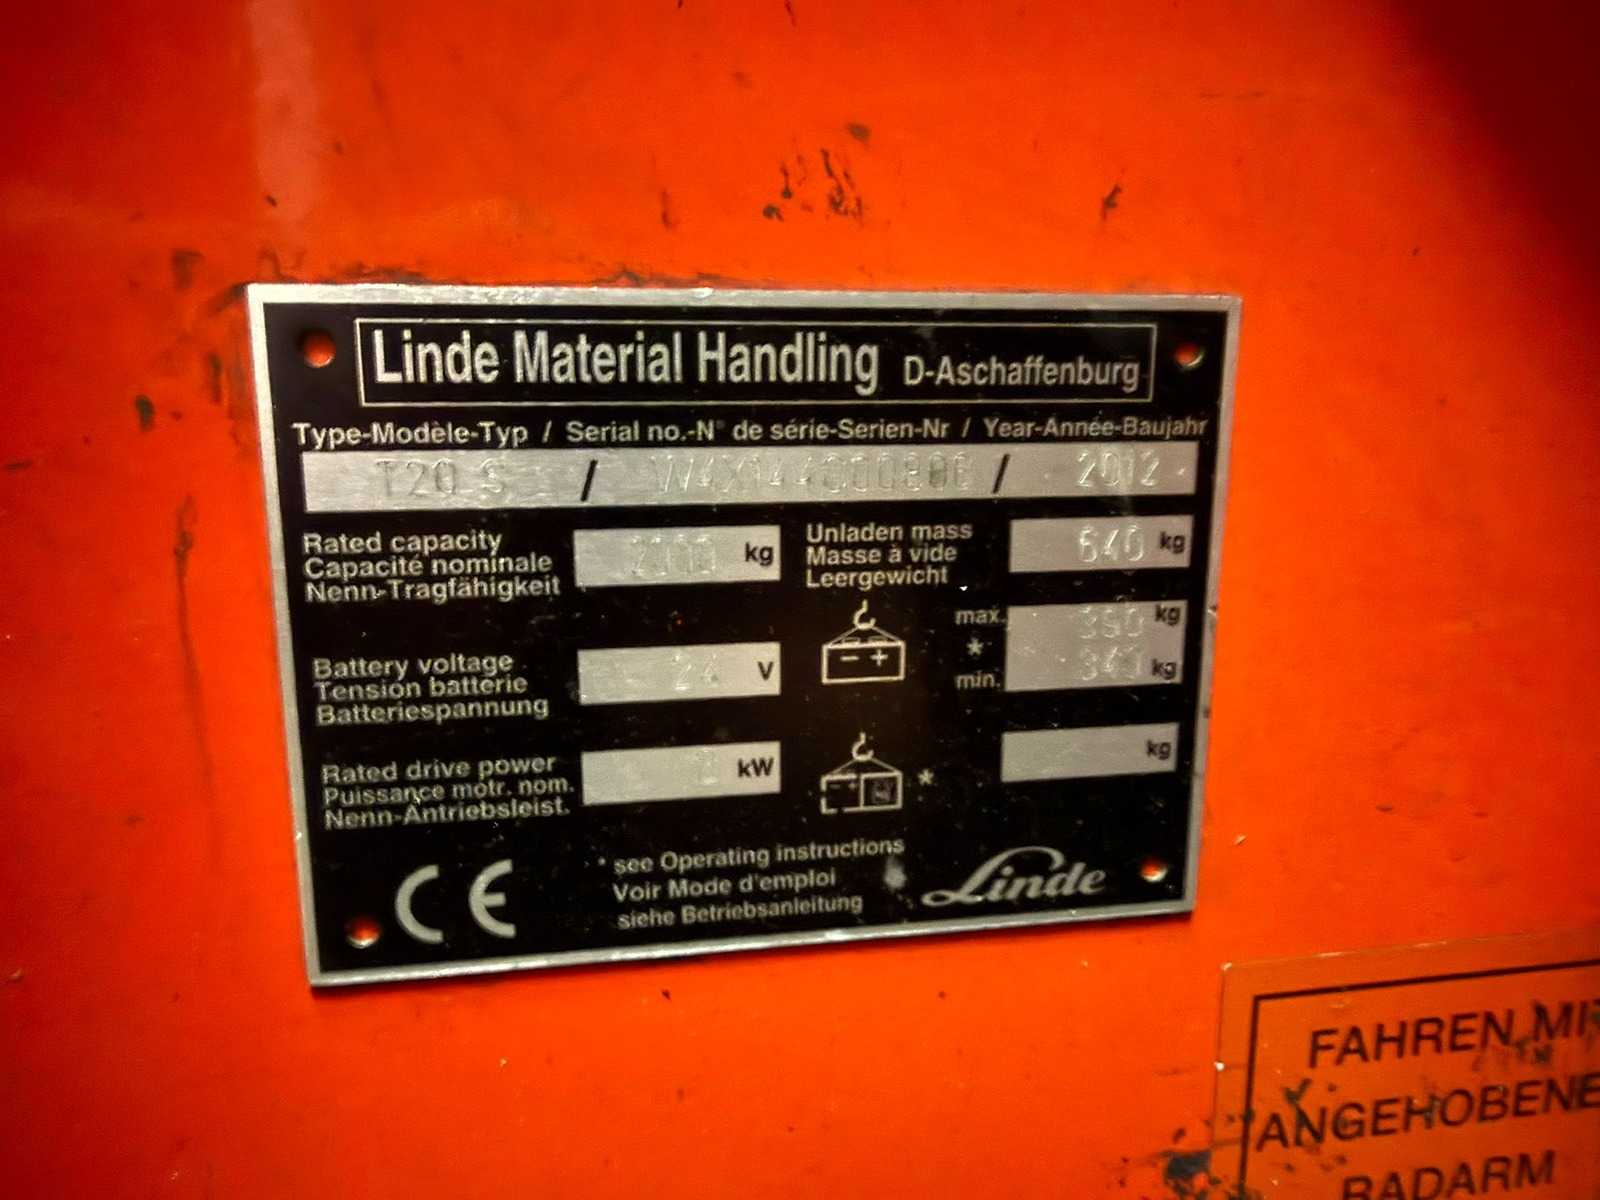 Linde Material Handling D-Aschaffenburg
Type-Modèle-Typ / Serial no.-N° de série-Serien-Nr / Year-Année-Baujahr
T20 S / / 2012
Rated capacity
Capacité nominale
Nenn-Tragfähigkeit
2000 kg
Unladen mass
Masse à vide
Leergewicht
640 kg
Battery voltage
Tension batterie
Batteriespannung
24 V
- +
max. kg
*
min. kg
Rated drive power
Puissance motr. nom.
Nenn-Antriebsleist.
kW
- +
*
kg
CE
* see Operating instructions
Voir Mode d'emploi
siehe Betriebsanleitung
Linde
FAHREN
ANGEHOBENE
RADARM